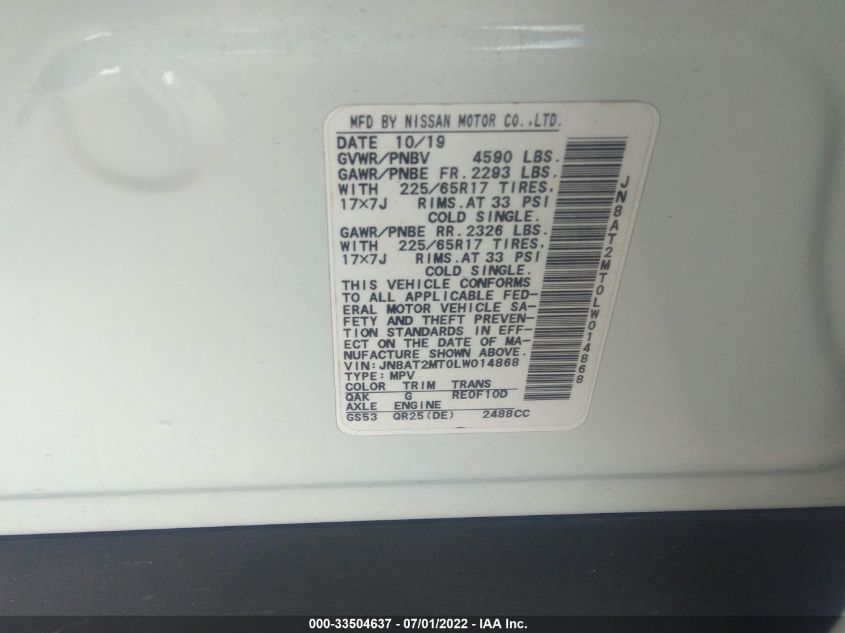 MFD BY NISSAN MOTOR CO.,LTD.
DATE 10/19
GVWR/PNBV 4590 LBS.
GAWR/PNBE FR. 2293 LBS.
WITH 225/65R17 TIRES,
17×7J RIMS.AT 33 PSI
COLD SINGLE.
GAWR/PNBE RR. 2326 LBS.
WITH 225/65R17 TIRES,
17×7J RIMS.AT 33 PSI
COLD SINGLE.
THIS VEHICLE CONFORMS
TO ALL APPLICABLE FED-
ERAL MOTOR VEHICLE SA-
FETY AND THEFT PREVEN-
TION STANDARDS IN EFF-
ECT ON THE DATE OF MA-
NUFACTURE SHOWN ABOVE.
VIN: JN8AT2MT0LW014868
TYPE: MPV
COLOR TRIM TRANS
QAK G RE0F10D
AXLE ENGINE
GS53 QR25(DE) 2488CC
JN8AT2MT0LW014868
000-33504637 - 07/01/2022 - IAA Inc.